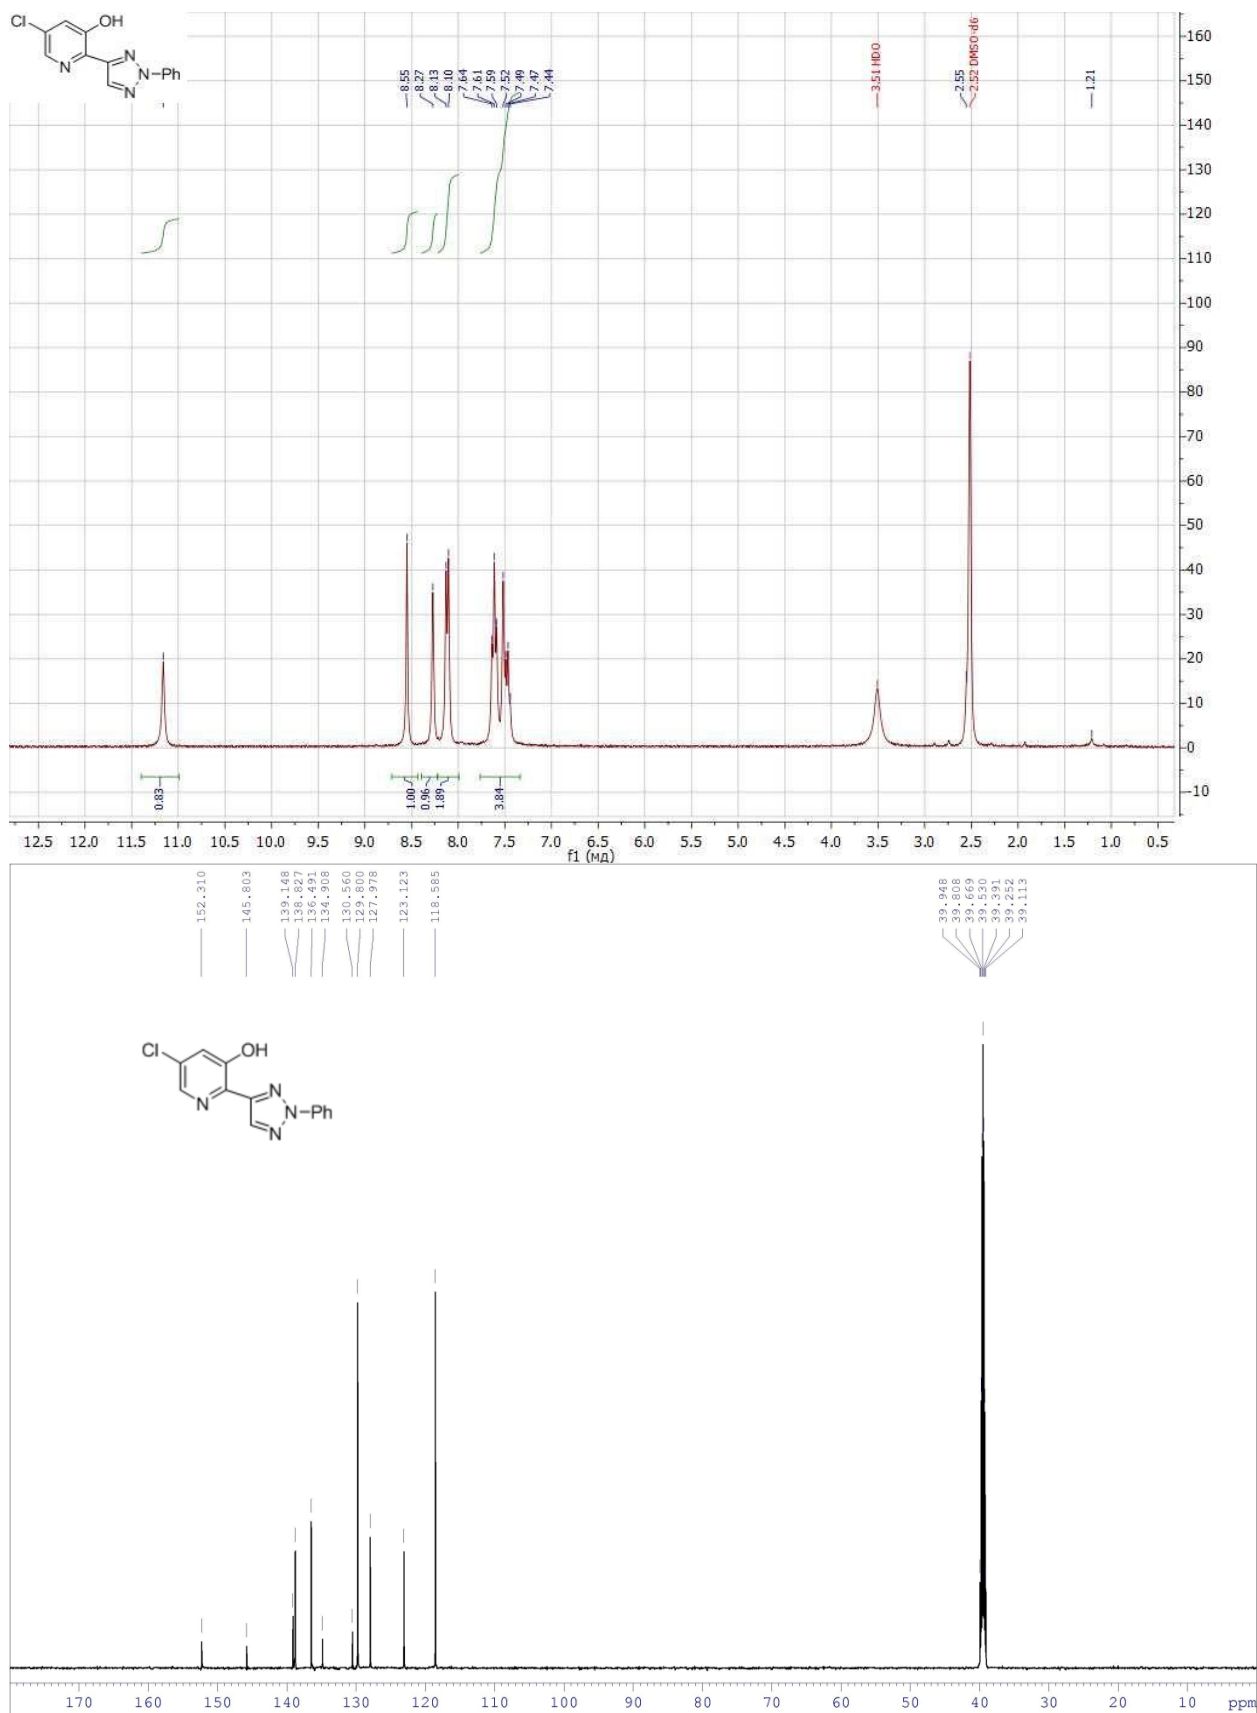 Cl
OH
N
N
N
N
Ph
8.55
8.27
8.13
8.10
7.64
7.61
7.59
7.52
7.49
7.47
7.44
3.51 HDO
2.55
2.52 DMSO-d6
1.21
160
150
140
130
120
110
100
90
80
70
60
50
40
30
20
10
0
-10
0.83
1.00
0.96
1.89
3.84
12.5 12.0 11.5 11.0 10.5 10.0 9.5 9.0 8.5 8.0 7.5 7.0 6.5 6.0 5.5 5.0 4.5 4.0 3.5 3.0 2.5 2.0 1.5 1.0 0.5
f1 (мд)
152.310
145.803
139.148
138.827
136.491
134.908
130.560
129.800
127.978
123.123
118.585
39.948
39.808
39.669
39.530
39.391
39.252
39.113
Cl
OH
N
N
N
N
Ph
170 160 150 140 130 120 110 100 90 80 70 60 50 40 30 20 10 ppm